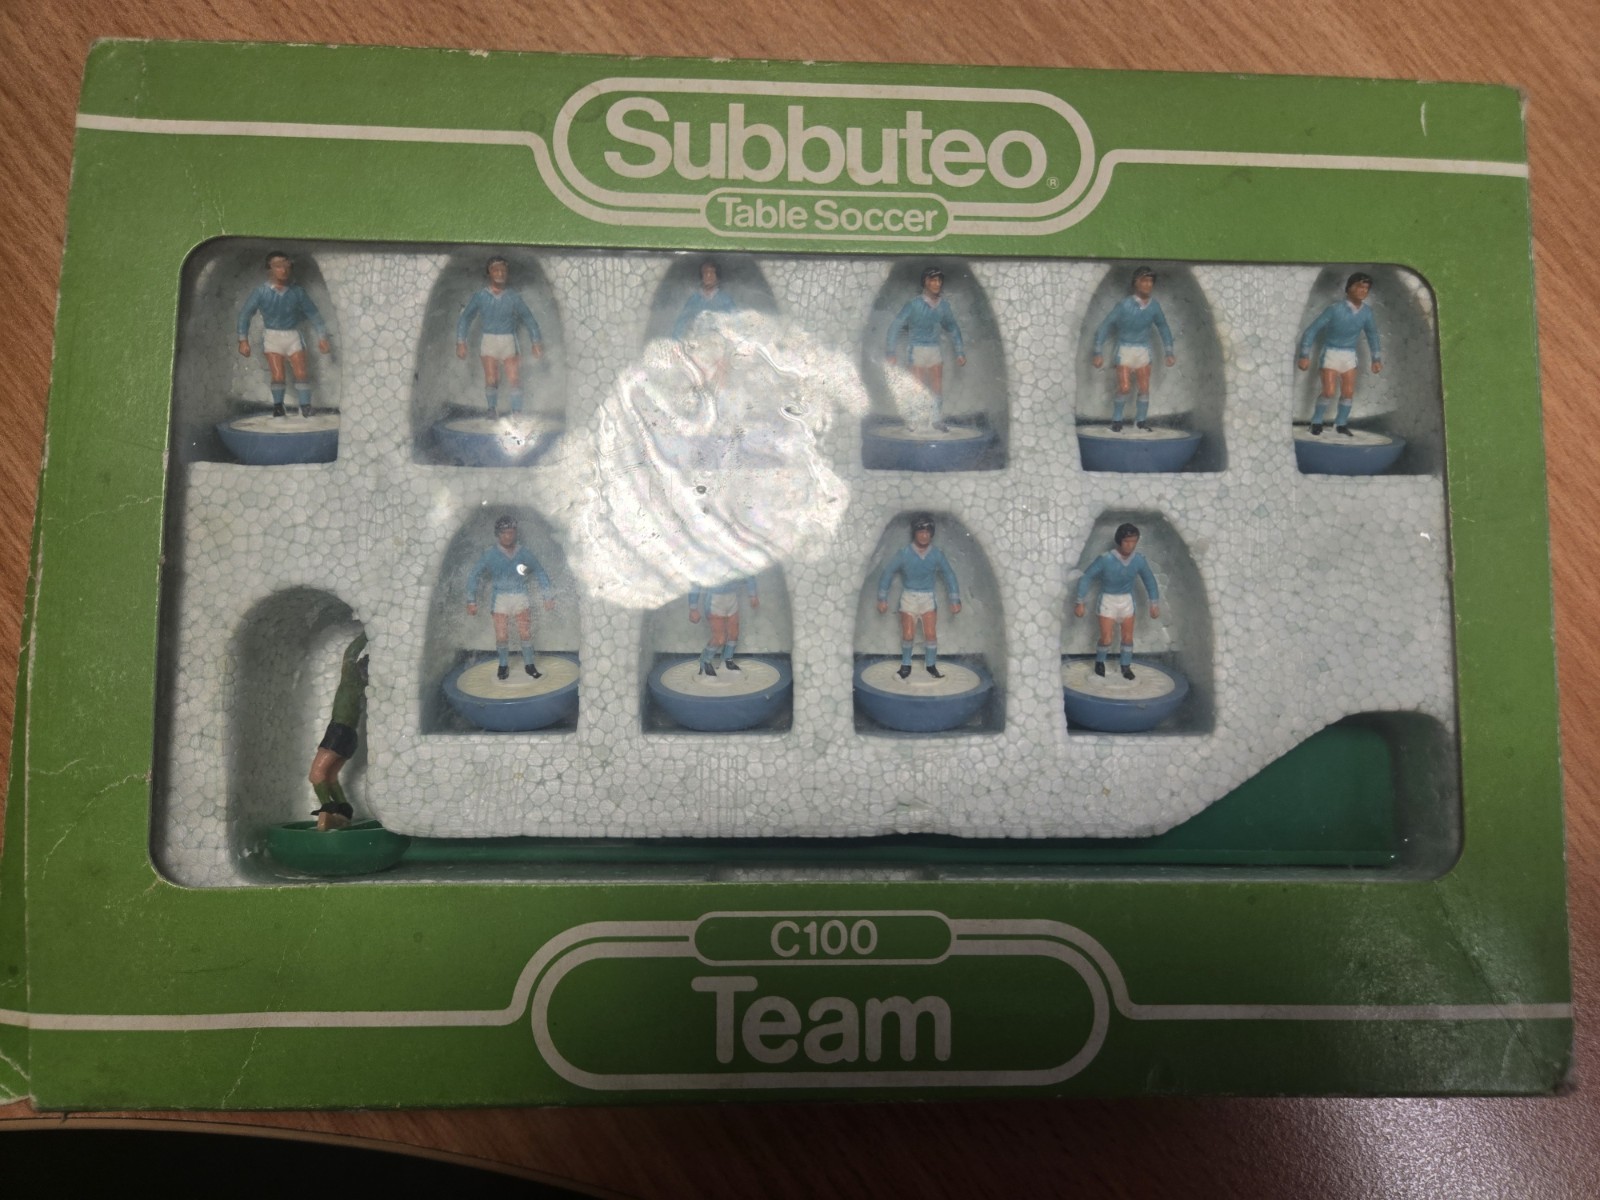 Subbuteo®
Table Soccer
C100
Team